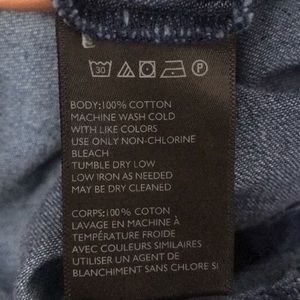 30 P
BODY:100% COTTON
MACHINE WASH COLD
WITH LIKE COLORS
USE ONLY NON-CHLORINE
BLEACH
TUMBLE DRY LOW
LOW IRON AS NEEDED
MAY BE DRY CLEANED
CORPS:100% COTON
LAVAGE EN MACHINE À
TEMPÉRATURE FROIDE
AVEC COULEURS SIMILAIRES
UTILISER UN AGENT DE
BLANCHIMENT SANS CHLORE SI